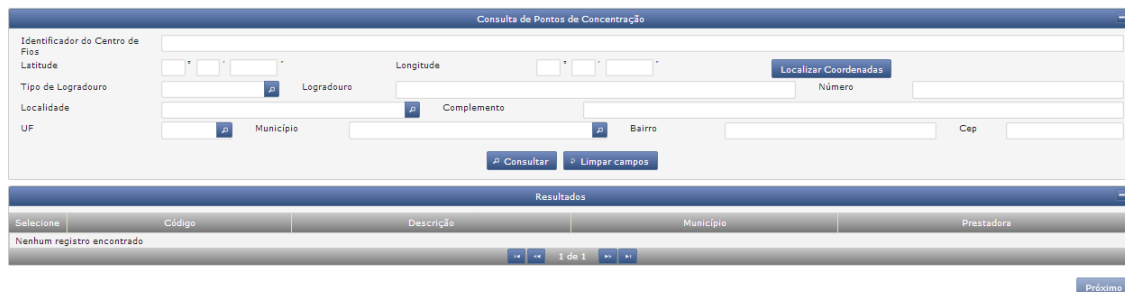 Consulta de Pontos de Concentração
Identificador do Centro de
Fios
Latitude ° ' " Longitude ° ' " Localizar Coordenadas
Tipo de Logradouro Logradouro Número
Localidade Complemento
UF Município Bairro Cep
Consultar Limpar campos
Resultados
Selecione Código Descrição Município Prestadora
Nenhum registro encontrado
1 de 1
Próximo